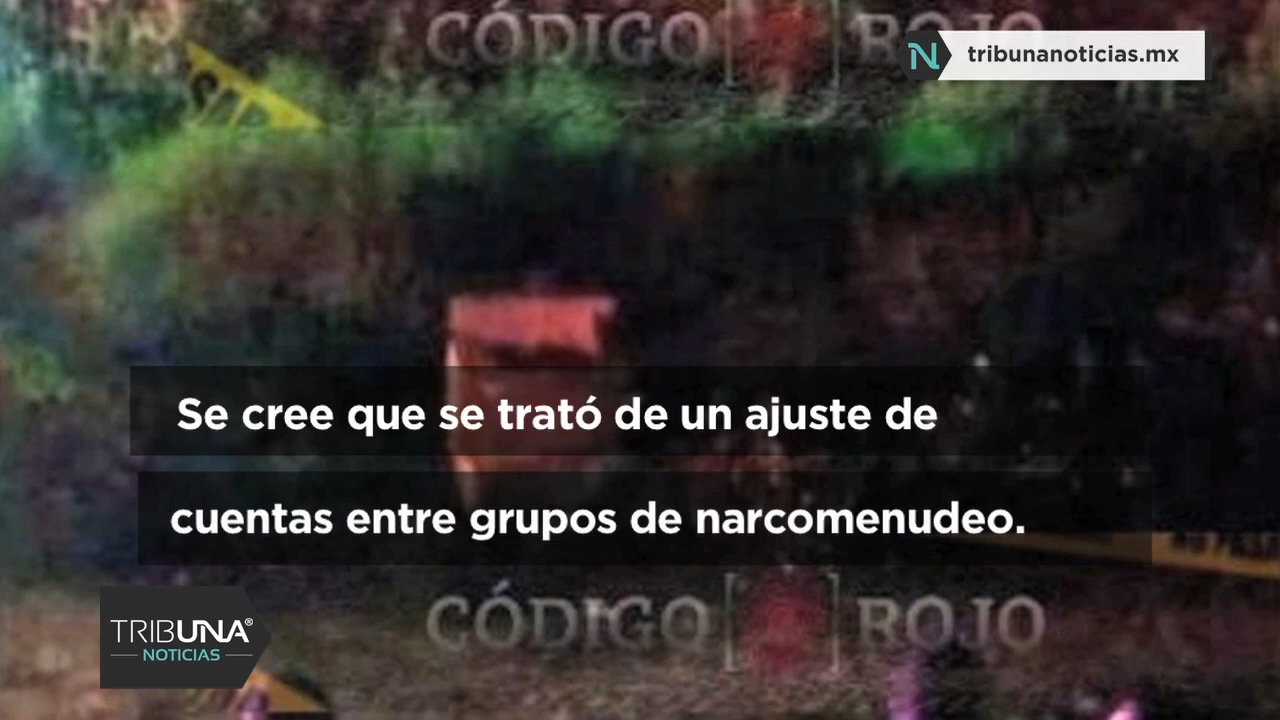 CÓDIGO ROJO
tribunanoticias.mx
Se cree que se trató de un ajuste de
cuentas entre grupos de narcomenudeo.
CÓDIGO ROJO
TRIBUNA®
NOTICIAS